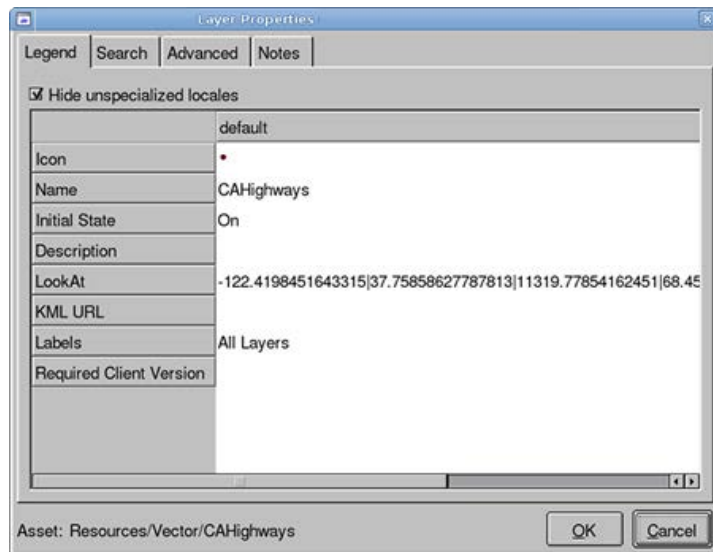 Layer Properties
Legend Search Advanced Notes
Hide unspecialized locales
default
Icon
Name CAHighways
Initial State On
Description
LookAt -122.4198451643315|37.75858627787813|11319.77854162451|68.45
KML URL
Labels All Layers
Required Client Version
Asset: Resources/Vector/CAHighways OK Cancel